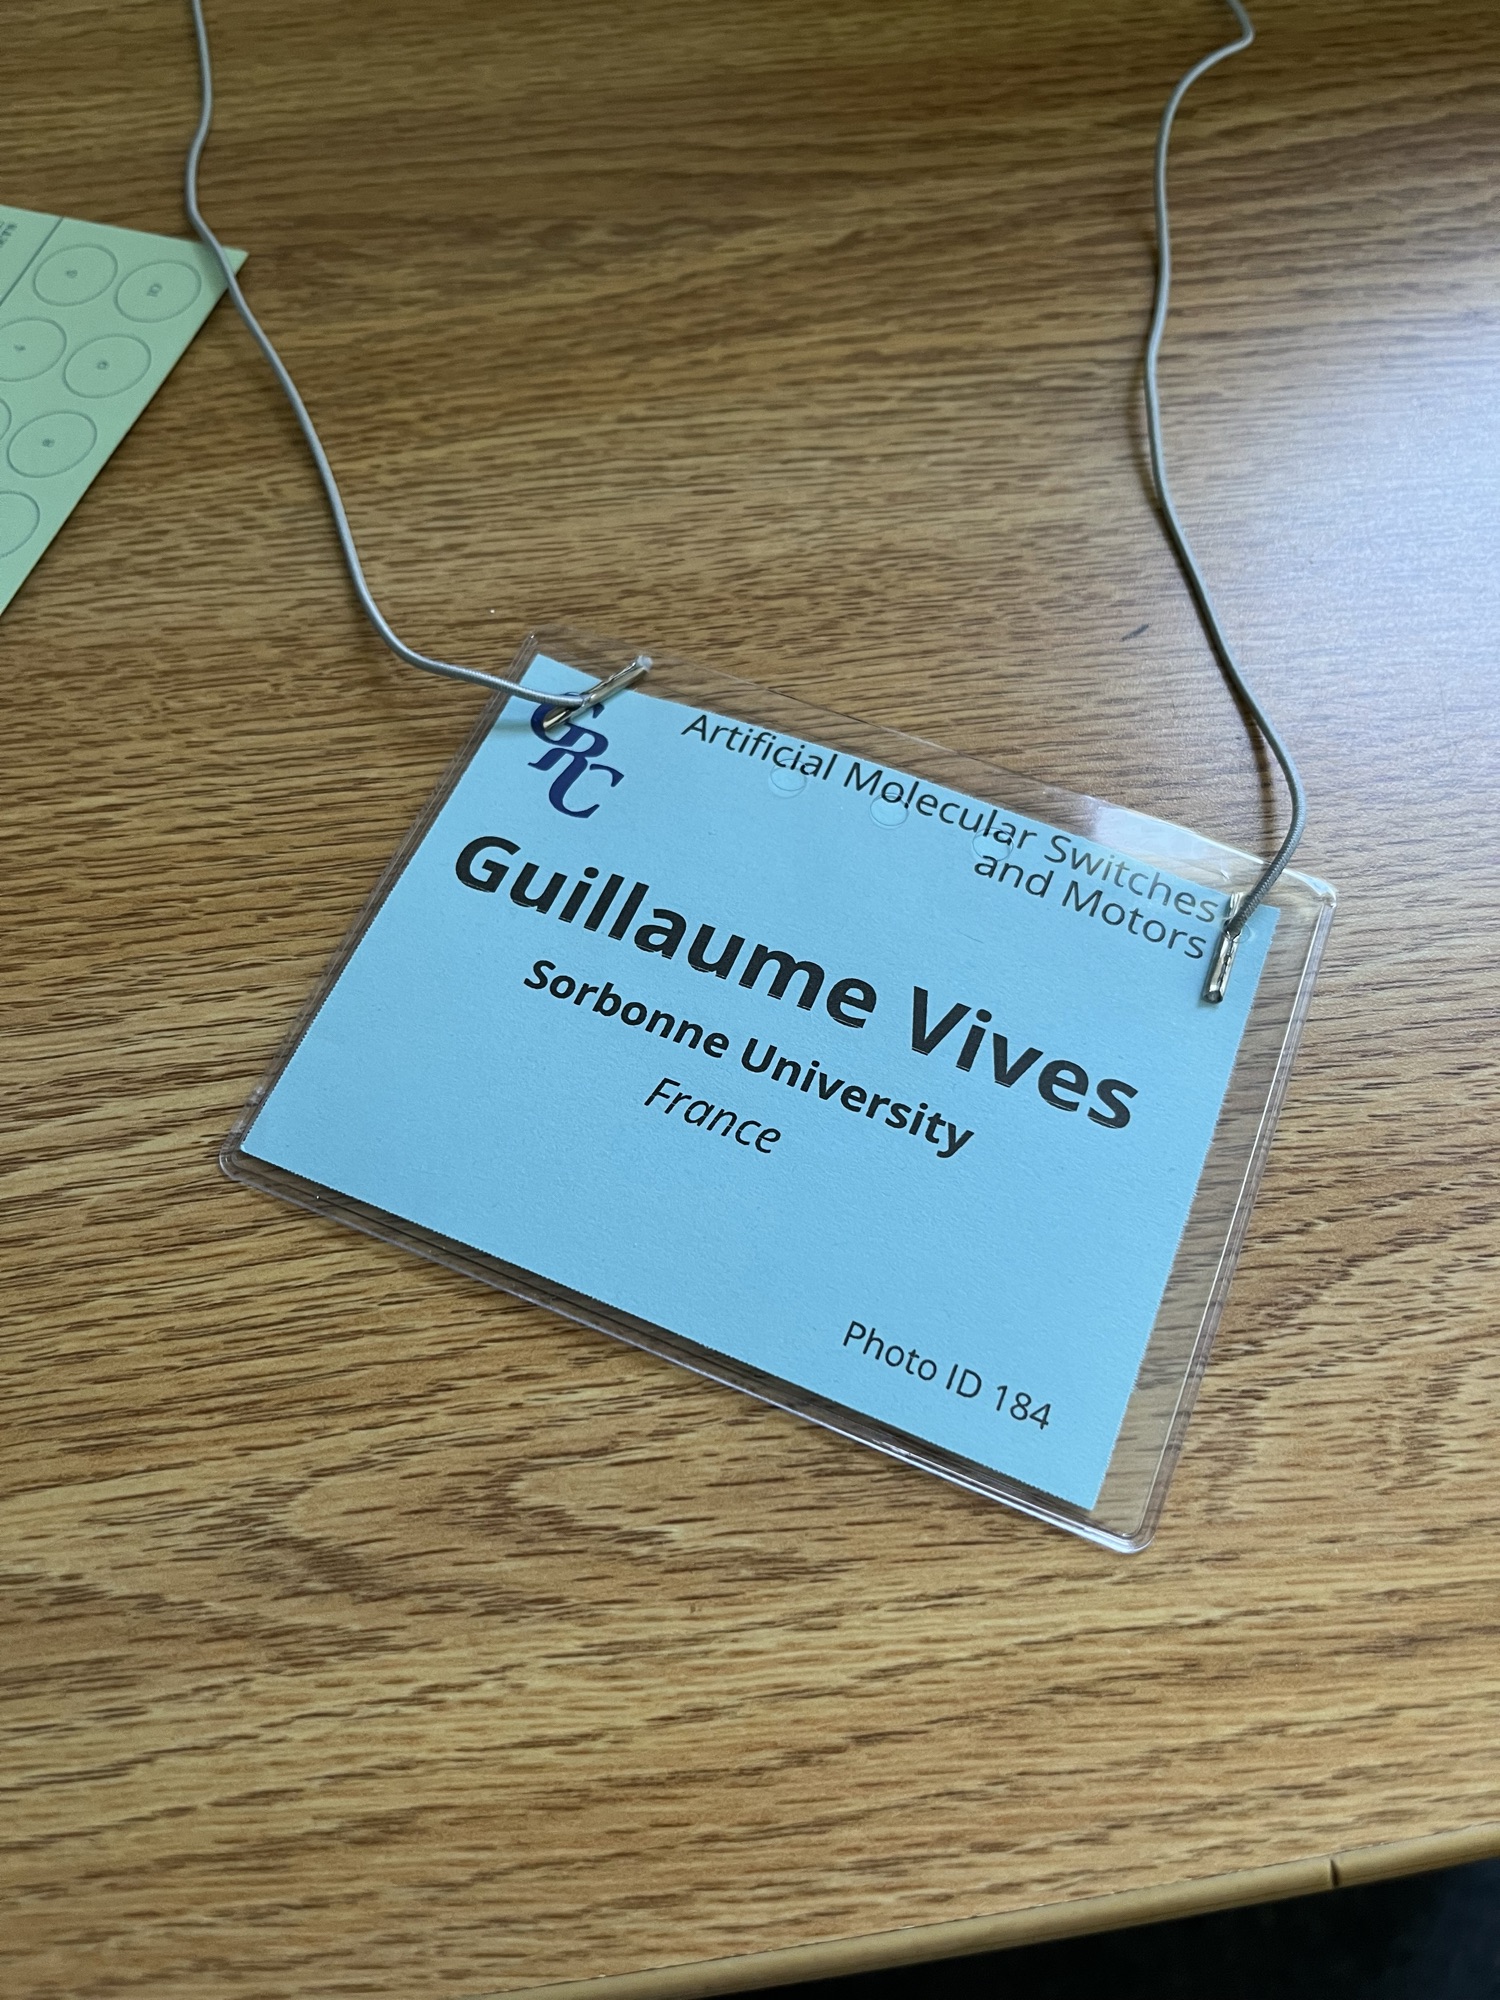 GRC
Artificial Molecular Switches
and Motors
Guillaume Vives
Sorbonne University
France
Photo ID 184